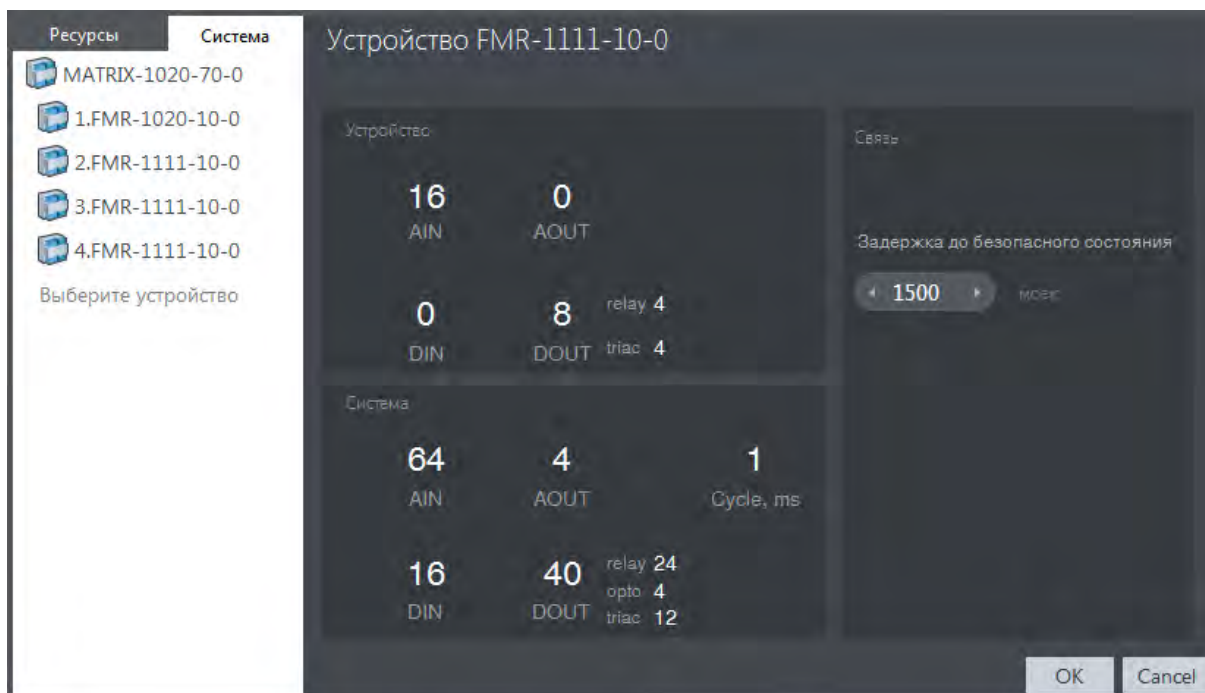 Ресурсы Система
MATRIX-1020-70-0
1.FMR-1020-10-0
2.FMR-1111-10-0
3.FMR-1111-10-0
4.FMR-1111-10-0
Выберите устройство
Устройство FMR-1111-10-0
Устройство
16 0
AIN AOUT
0 8 relay 4
DIN DOUT triac 4
Система
64 4 1
AIN AOUT Cycle, ms
16 40 relay 24
opto 4
DIN DOUT triac 12
Связь
Задержка до безопасного состояния
1500 мсек
OK Cancel